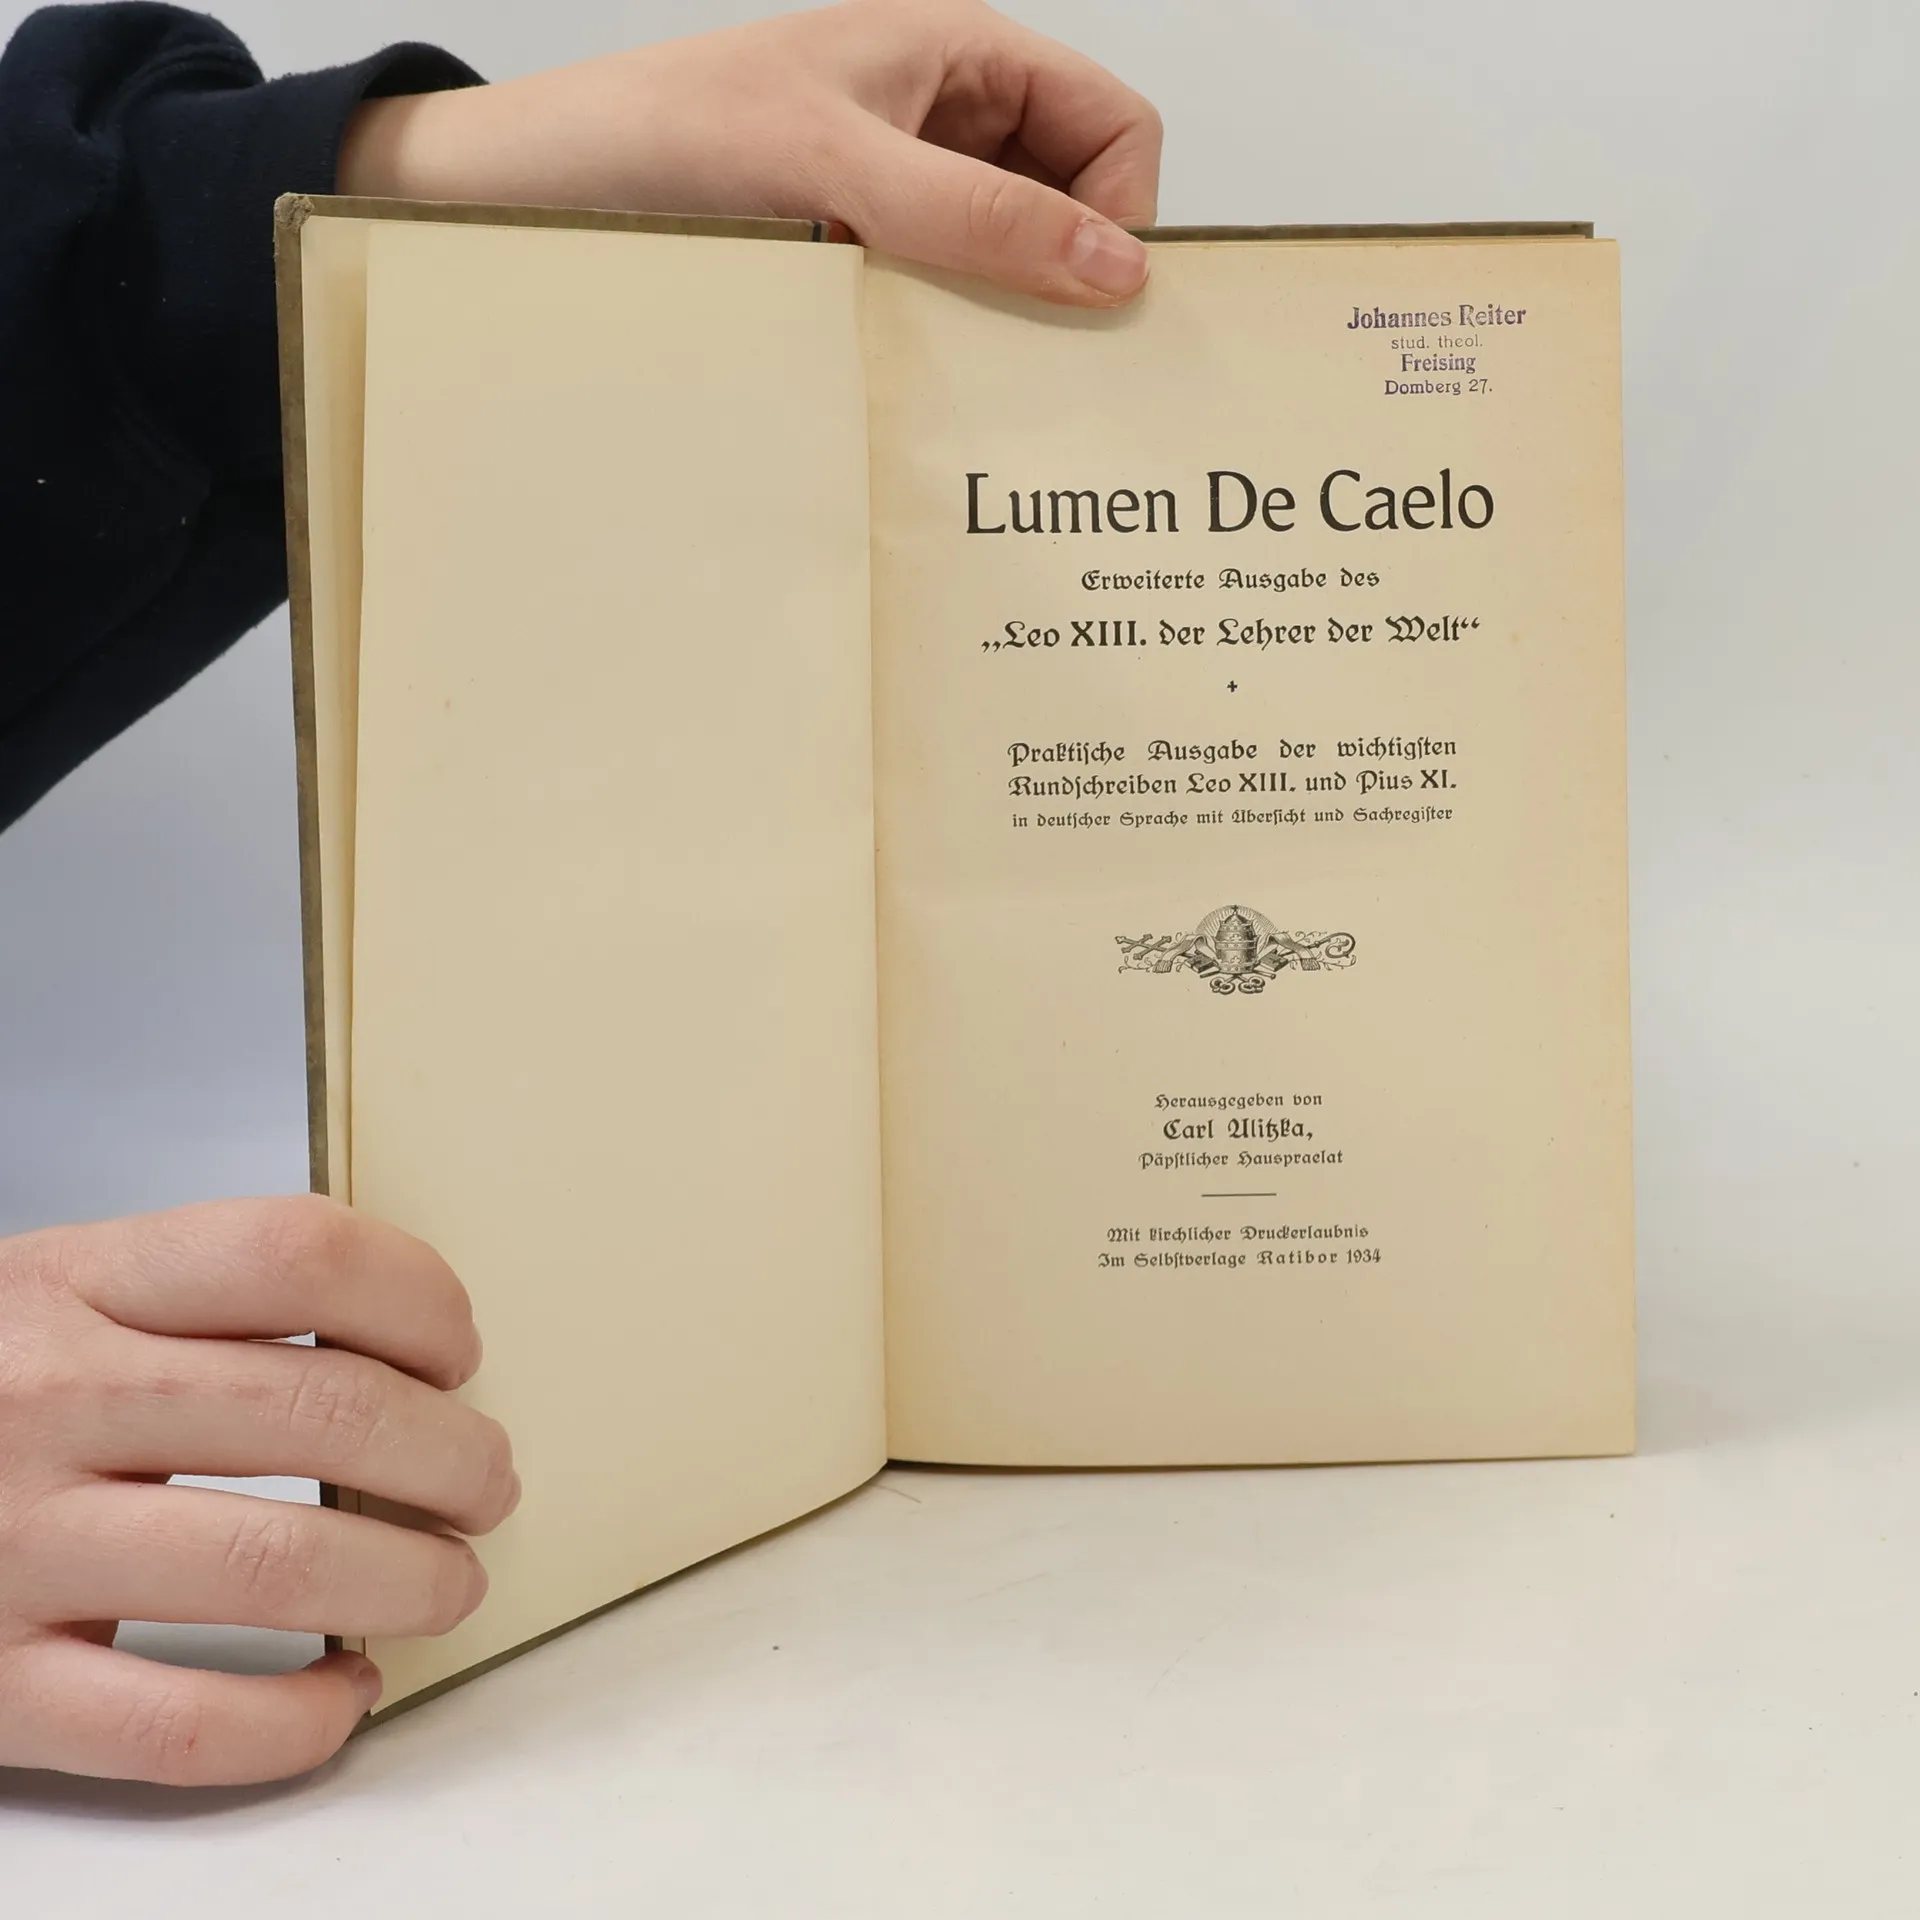 Johannes Reiter
stud. theol.
Freising
Domberg 27.
Lumen De Caelo
Erweiterte Ausgabe des
„Leo XIII. der Lehrer der Welt“
Praktische Ausgabe der wichtigsten
Rundschreiben Leo XIII. und Pius XI.
in deutscher Sprache mit Übersicht und Sachregister
Herausgegeben von
Carl Ulitzka,
Päpstlicher Hauspraelat
Mit kirchlicher Druckerlaubnis
Im Selbstverlage Ratibor 1934